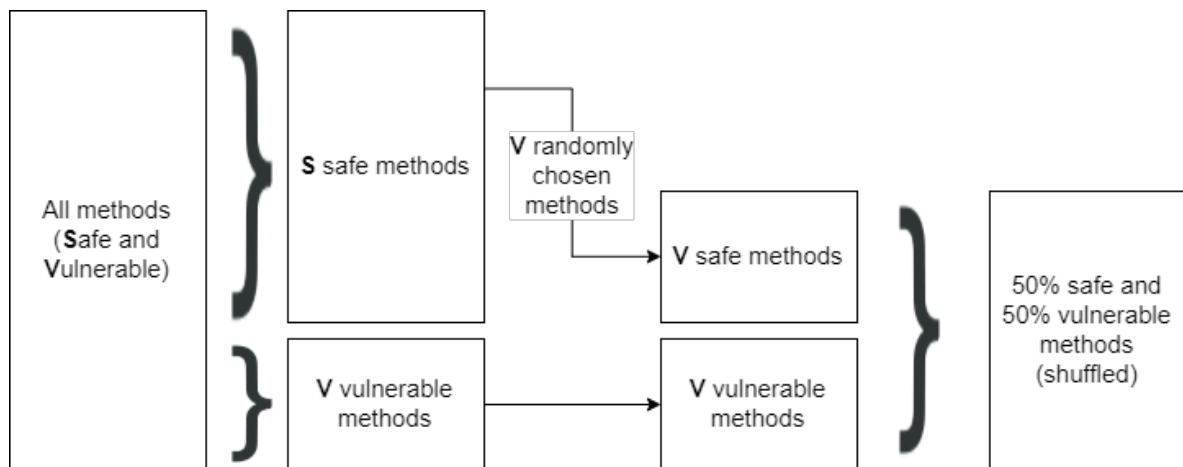 All methods
(Safe and
Vulnerable)
S safe methods
V randomly
chosen
methods
V safe methods
V vulnerable
methods
V vulnerable
methods
50% safe and
50% vulnerable
methods
(shuffled)